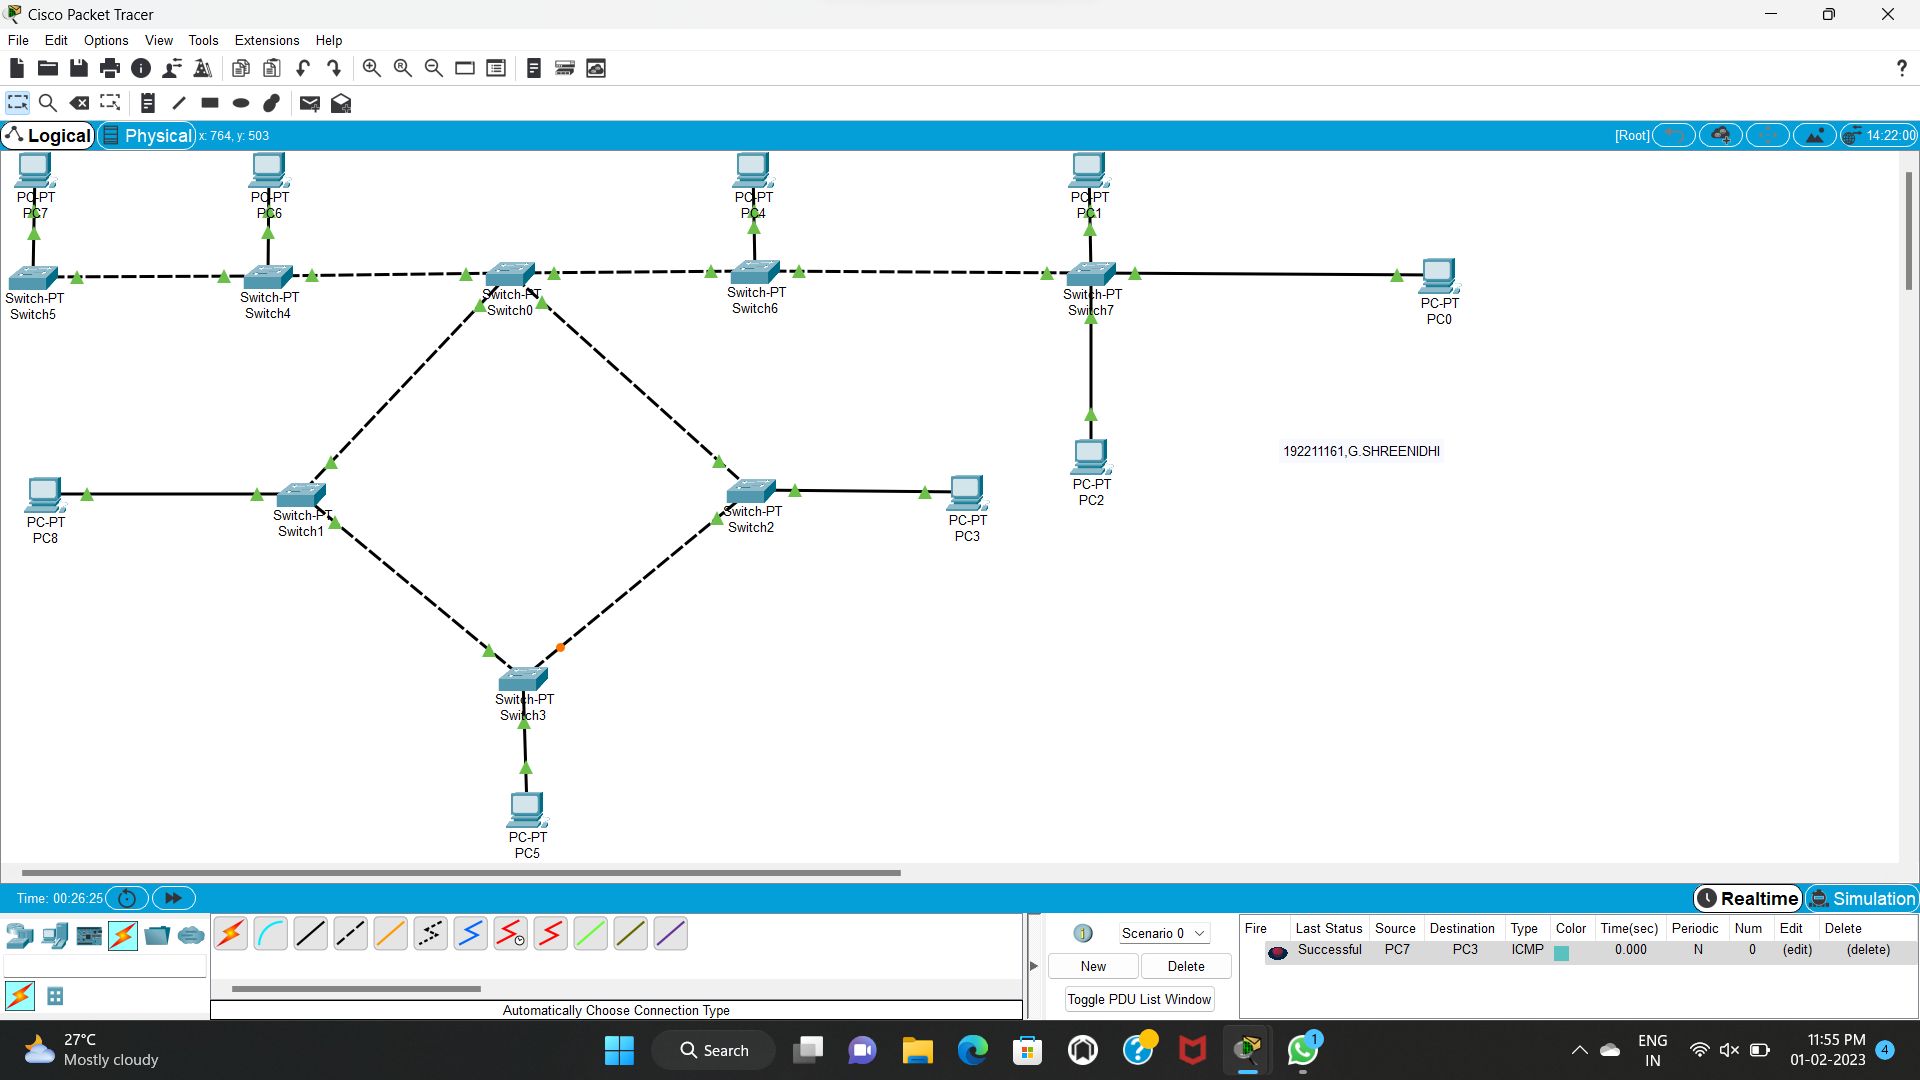 Cisco Packet Tracer
File Edit Options View Tools Extensions Help
Logical Physical x: 764, y: 503 [Root] 14:22:00
PC-PT
PC7
PC-PT
PC6
PC-PT
PC4
PC-PT
PC1
Switch-PT
Switch5
Switch-PT
Switch4
Switch-PT
Switch0
Switch-PT
Switch6
Switch-PT
Switch7
PC-PT
PC0
192211161,G.SHREENIDHI
PC-PT
PC8
Switch-PT
Switch1
Switch-PT
Switch2
PC-PT
PC3
PC-PT
PC2
Switch-PT
Switch3
PC-PT
PC5
Time: 00:26:25 Realtime Simulation
Scenario 0
New Delete
Toggle PDU List Window
Fire Last Status Source Destination Type Color Time(sec) Periodic Num Edit Delete
Successful PC7 PC3 ICMP 0.000 N 0 (edit) (delete)
Automatically Choose Connection Type
27°C
Mostly cloudy
Search
1
ENG
IN
11:55 PM
01-02-2023
4